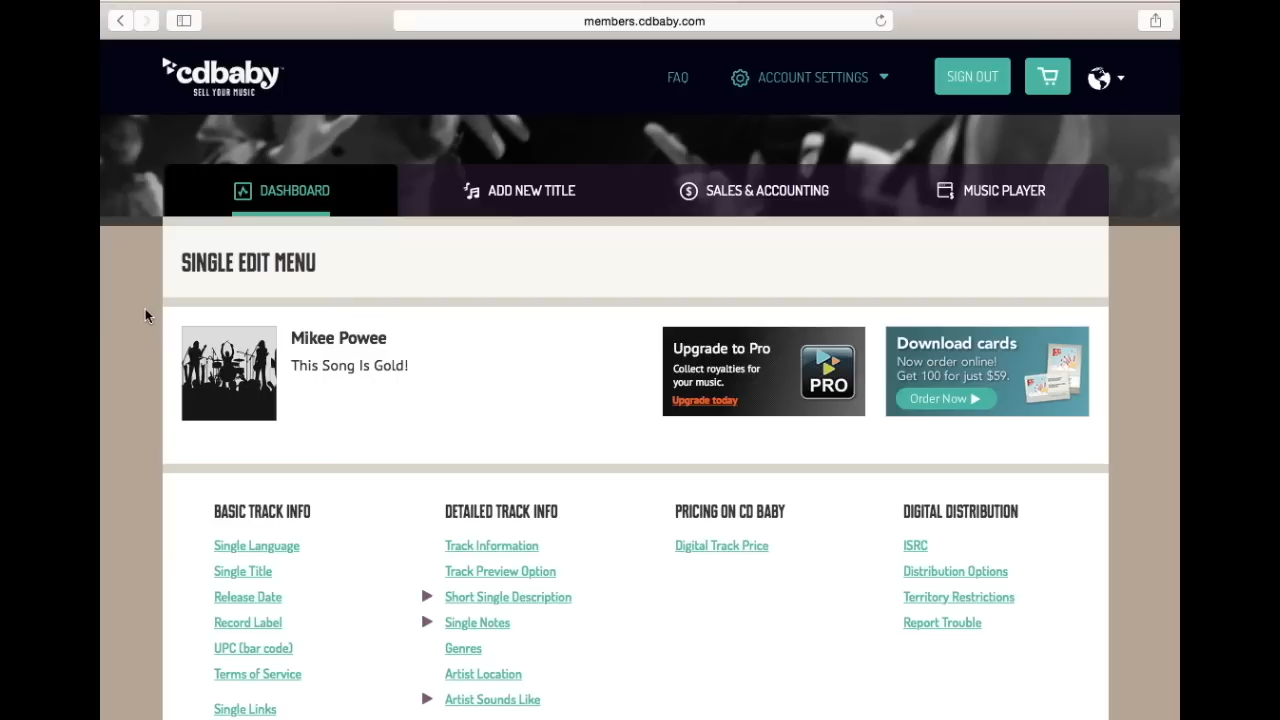 members.cdbaby.com
cdbaby
SELL YOUR MUSIC
FAQ
ACCOUNT SETTINGS
SIGN OUT
DASHBOARD
ADD NEW TITLE
SALES & ACCOUNTING
MUSIC PLAYER
SINGLE EDIT MENU
Mikee Powee
This Song Is Gold!
Upgrade to Pro
Collect royalties for
your music.
Upgrade today
PRO
Download cards
Now order online!
Get 100 for just $59.
Order Now ▶
BASIC TRACK INFO
Single Language
Single Title
Release Date
Record Label
UPC (bar code)
Terms of Service
Single Links
DETAILED TRACK INFO
Track Information
Track Preview Option
Short Single Description
Single Notes
Genres
Artist Location
Artist Sounds Like
PRICING ON CD BABY
Digital Track Price
DIGITAL DISTRIBUTION
ISRC
Distribution Options
Territory Restrictions
Report Trouble